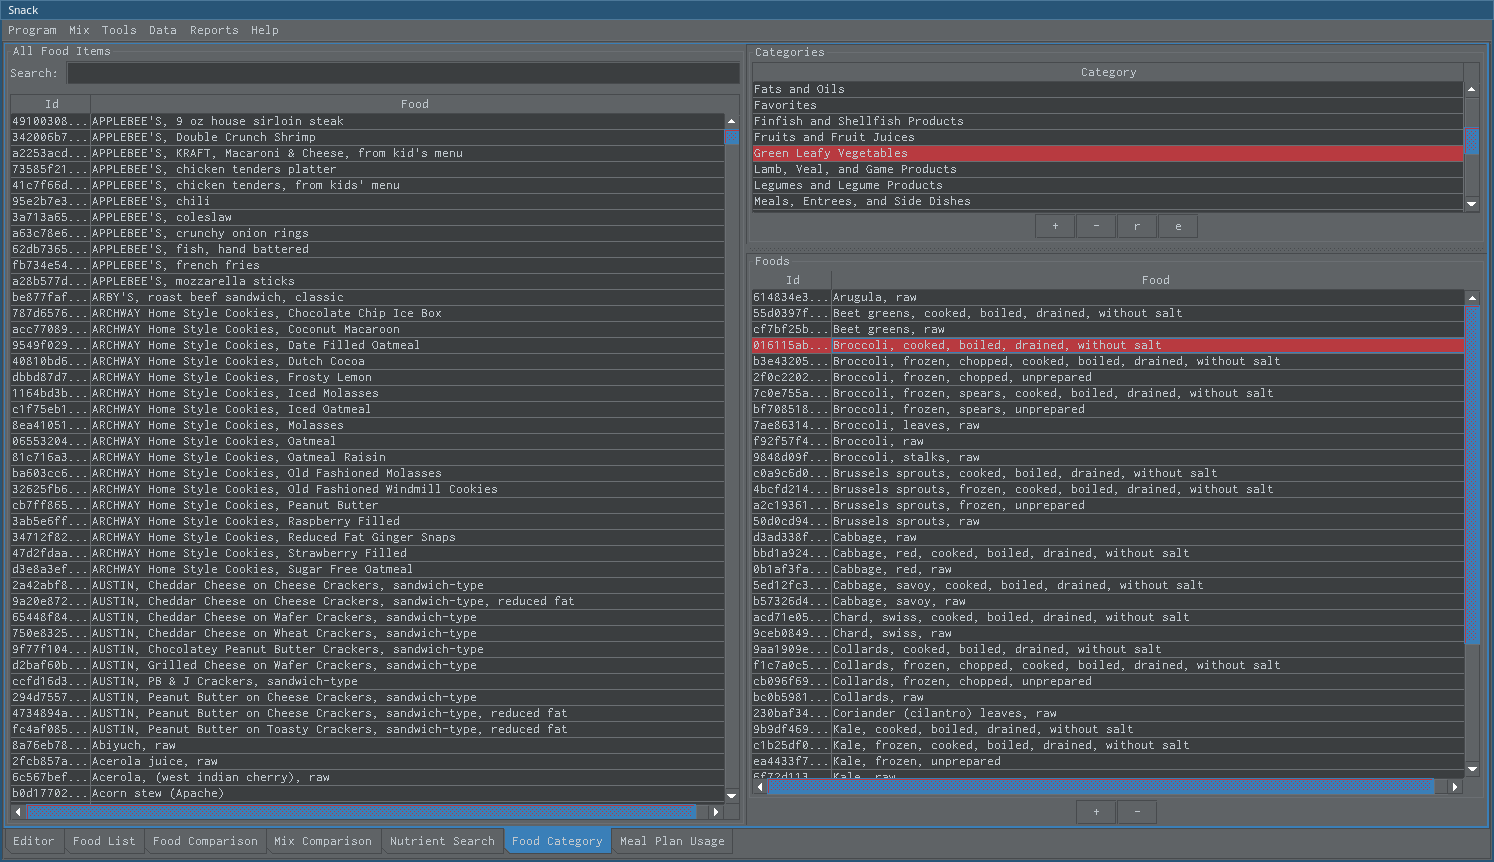 Snack
Program Mix Tools Data Reports Help
All Food Items
Search:
Id Food
49100308... APPLEBEE'S, 9 oz house sirloin steak
342006b7... APPLEBEE'S, Double Crunch Shrimp
a2253acd... APPLEBEE'S, KRAFT, Macaroni & Cheese, from kid's menu
73585f21... APPLEBEE'S, chicken tenders platter
41c7f66d... APPLEBEE'S, chicken tenders, from kids' menu
95e2b7e3... APPLEBEE'S, chili
3a713a65... APPLEBEE'S, coleslaw
a63c78e6... APPLEBEE'S, crunchy onion rings
62db7365... APPLEBEE'S, fish, hand battered
fb734e54... APPLEBEE'S, french fries
a28b577d... APPLEBEE'S, mozzarella sticks
be877faf... ARBY'S, roast beef sandwich, classic
787d6576... ARCHWAY Home Style Cookies, Chocolate Chip Ice Box
acc77089... ARCHWAY Home Style Cookies, Coconut Macaroon
9549f029... ARCHWAY Home Style Cookies, Date Filled Oatmeal
40810bd6... ARCHWAY Home Style Cookies, Dutch Cocoa
dbbd87d7... ARCHWAY Home Style Cookies, Frosty Lemon
1164bd3b... ARCHWAY Home Style Cookies, Iced Molasses
c1f75eb1... ARCHWAY Home Style Cookies, Iced Oatmeal
8ea41051... ARCHWAY Home Style Cookies, Molasses
06553204... ARCHWAY Home Style Cookies, Oatmeal
81c716a3... ARCHWAY Home Style Cookies, Oatmeal Raisin
ba603cc6... ARCHWAY Home Style Cookies, Old Fashioned Molasses
32625fb6... ARCHWAY Home Style Cookies, Old Fashioned Windmill Cookies
cb7ff865... ARCHWAY Home Style Cookies, Peanut Butter
3ab5e6ff... ARCHWAY Home Style Cookies, Raspberry Filled
34712f82... ARCHWAY Home Style Cookies, Reduced Fat Ginger Snaps
47d2fdaa... ARCHWAY Home Style Cookies, Strawberry Filled
d3e8a3ef... ARCHWAY Home Style Cookies, Sugar Free Oatmeal
2a42abf8... AUSTIN, Cheddar Cheese on Cheese Crackers, sandwich-type
9a20e872... AUSTIN, Cheddar Cheese on Cheese Crackers, sandwich-type, reduced fat
65448f84... AUSTIN, Cheddar Cheese on Wafer Crackers, sandwich-type
750e8325... AUSTIN, Cheddar Cheese on Wheat Crackers, sandwich-type
9f77f104... AUSTIN, Chocolatey Peanut Butter Crackers, sandwich-type
d2baf60b... AUSTIN, Grilled Cheese on Wafer Crackers, sandwich-type
ccfd16d3... AUSTIN, PB & J Crackers, sandwich-type
294d7557... AUSTIN, Peanut Butter on Cheese Crackers, sandwich-type
4734894a... AUSTIN, Peanut Butter on Cheese Crackers, sandwich-type, reduced fat
fc4af085... AUSTIN, Peanut Butter on Toasty Crackers, sandwich-type, reduced fat
8a76eb78... Abiyuch, raw
2fcb857a... Acerola juice, raw
6c567bef... Acerola, (west indian cherry), raw
b0d17702... Acorn stew (Apache)
Categories
Category
Fats and Oils
Favorites
Finfish and Shellfish Products
Fruits and Fruit Juices
Green Leafy Vegetables
Lamb, Veal, and Game Products
Legumes and Legume Products
Meals, Entrees, and Side Dishes
+ - r e
Foods
Id Food
614834e3... Arugula, raw
55d0397f... Beet greens, cooked, boiled, drained, without salt
cf7bf25b... Beet greens, raw
016115ab... Broccoli, cooked, boiled, drained, without salt
b3e43205... Broccoli, frozen, chopped, cooked, boiled, drained, without salt
2f0c2202... Broccoli, frozen, chopped, unprepared
7c0e755a... Broccoli, frozen, spears, cooked, boiled, drained, without salt
bf708518... Broccoli, frozen, spears, unprepared
7ae86314... Broccoli, leaves, raw
f92f57f4... Broccoli, raw
9848d09f... Broccoli, stalks, raw
c0a9c6d0... Brussels sprouts, cooked, boiled, drained, without salt
4bcfd214... Brussels sprouts, frozen, cooked, boiled, drained, without salt
a2c19361... Brussels sprouts, frozen, unprepared
50d0cd94... Brussels sprouts, raw
d3ad338f... Cabbage, raw
bbd1a924... Cabbage, red, cooked, boiled, drained, without salt
0b1af3fa... Cabbage, red, raw
5ed12fc3... Cabbage, savoy, cooked, boiled, drained, without salt
b57326d4... Cabbage, savoy, raw
acd71e05... Chard, swiss, cooked, boiled, drained, without salt
9ceb0849... Chard, swiss, raw
9aa1909e... Collards, cooked, boiled, drained, without salt
f1c7a0c5... Collards, frozen, chopped, cooked, boiled, drained, without salt
cb096f69... Collards, frozen, chopped, unprepared
bc0b5981... Collards, raw
230baf34... Coriander (cilantro) leaves, raw
9b9df469... Kale, cooked, boiled, drained, without salt
c1b25df0... Kale, frozen, cooked, boiled, drained, without salt
ea4433f7... Kale, frozen, unprepared
6f72d113... Kale, raw
+ -
Editor Food List Food Comparison Mix Comparison Nutrient Search Food Category Meal Plan Usage